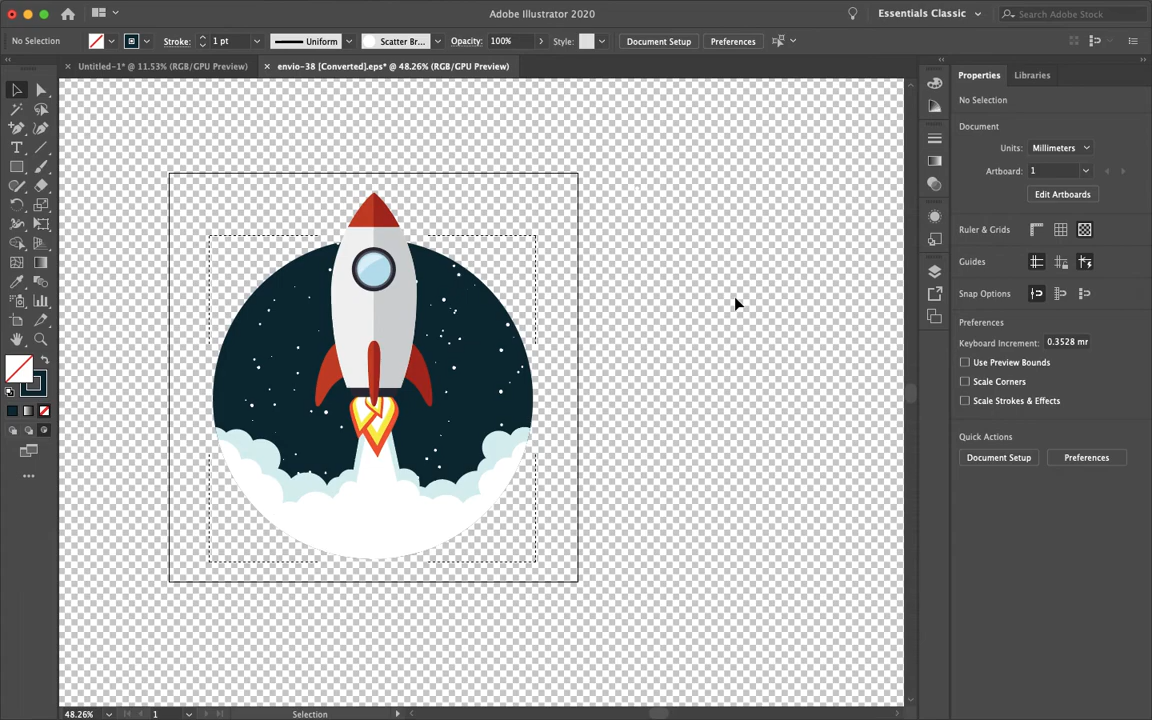 Adobe Illustrator 2020
Essentials Classic
Search Adobe Stock
No Selection
Stroke:
1 pt
Uniform
Scatter Br...
Opacity:
100%
Style:
Document Setup
Preferences
Untitled-1* @ 11.53% (RGB/GPU Preview)
envio-38 [Converted].eps* @ 48.26% (RGB/GPU Preview)
Properties
Libraries
No Selection
Document
Units:
Millimeters
Artboard:
1
Edit Artboards
Ruler & Grids
Guides
Snap Options
Preferences
Keyboard Increment:
0.3528 mr
Use Preview Bounds
Scale Corners
Scale Strokes & Effects
Quick Actions
Document Setup
Preferences
48.26%
1
Selection